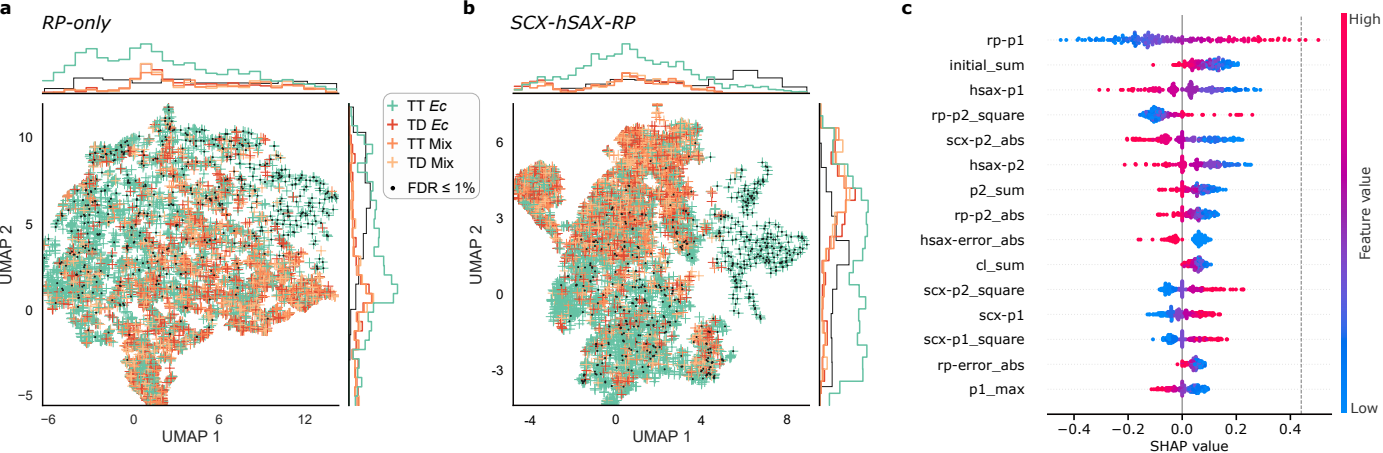 a
RP-only
10
5
0
−5
UMAP 2
−6 0 6 12
UMAP 1
TT Ec
TD Ec
TT Mix
TD Mix
FDR ≤ 1%
b
SCX-hSAX-RP
6
3
0
-3
UMAP 2
−4 0 4 8
UMAP 1
c
rp-p1
initial_sum
hsax-p1
rp-p2_square
scx-p2_abs
hsax-p2
p2_sum
rp-p2_abs
hsax-error_abs
cl_sum
scx-p2_square
scx-p1
scx-p1_square
rp-error_abs
p1_max
−0.4 −0.2 0.0 0.2 0.4
SHAP value
High
Feature value
Low